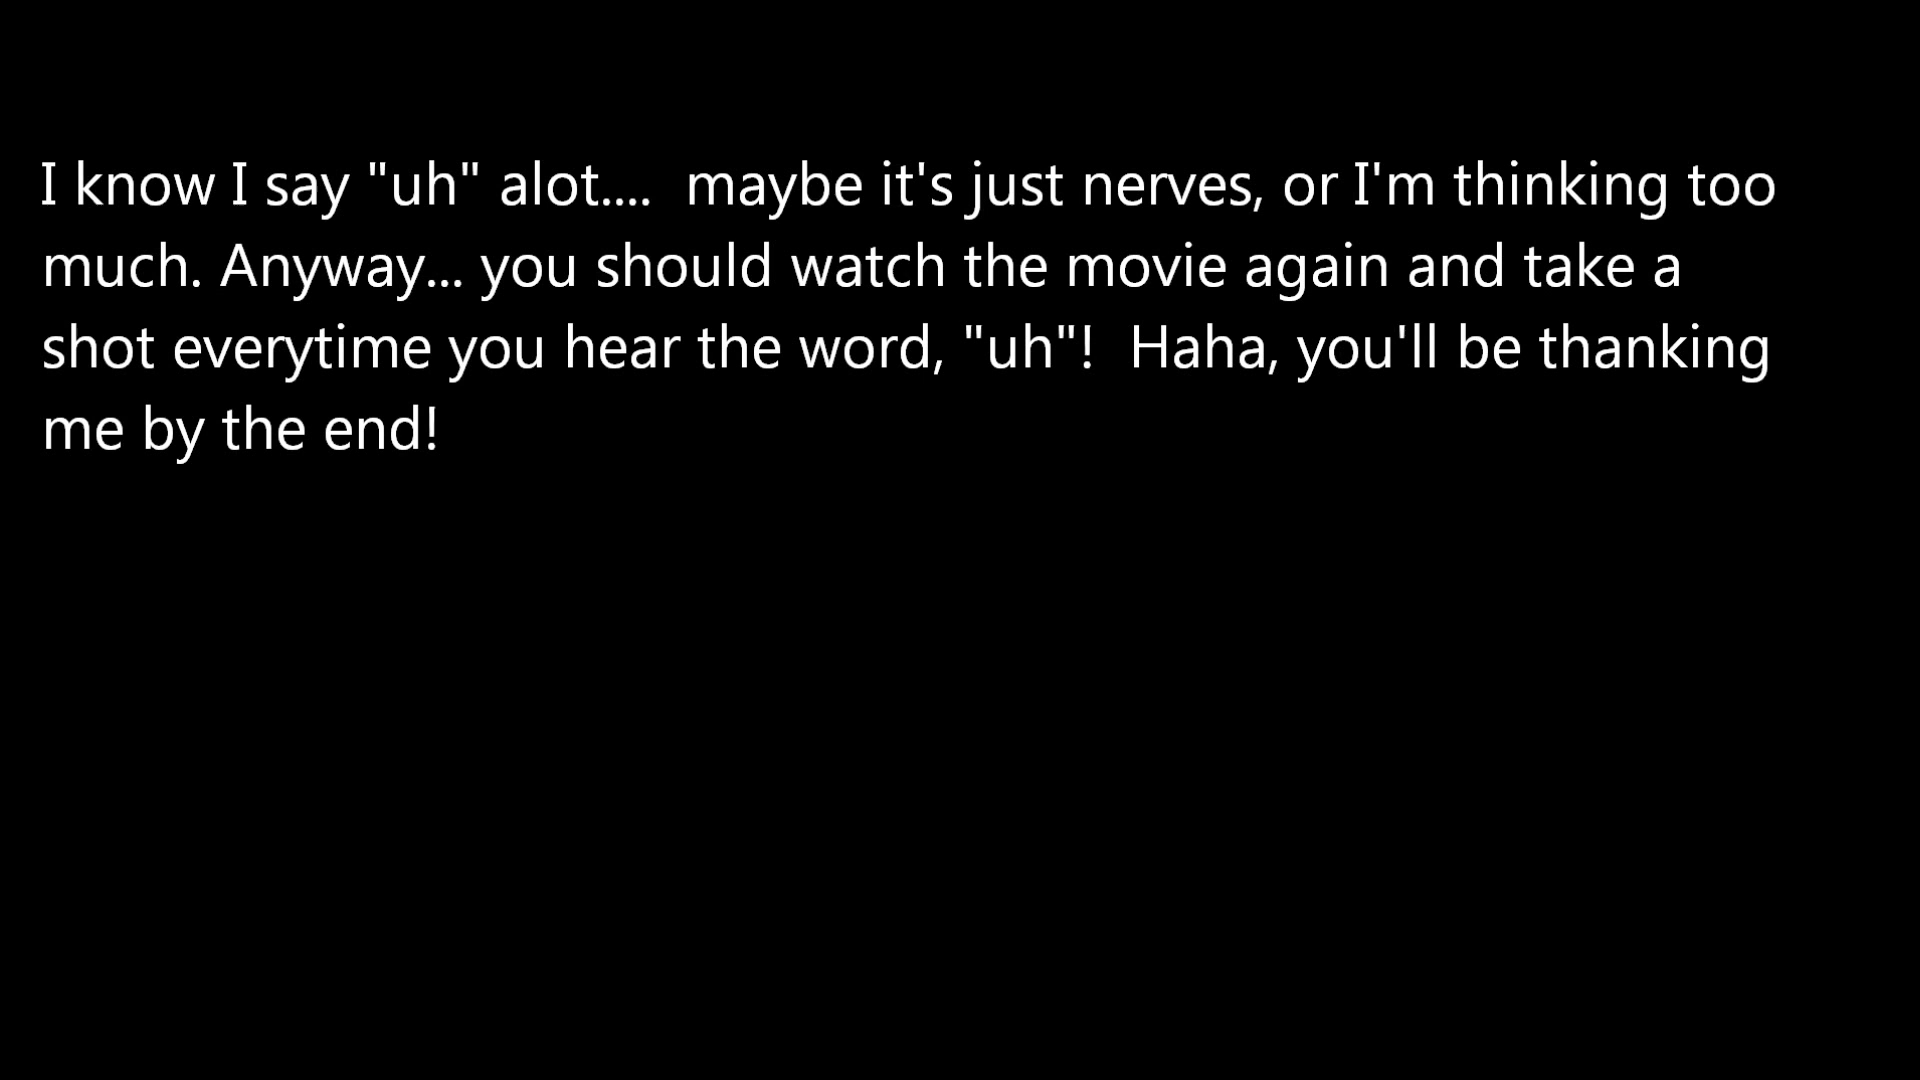 I know I say "uh" alot....  maybe it's just nerves, or I'm thinking too
much. Anyway... you should watch the movie again and take a
shot everytime you hear the word, "uh"!  Haha, you'll be thanking
me by the end!